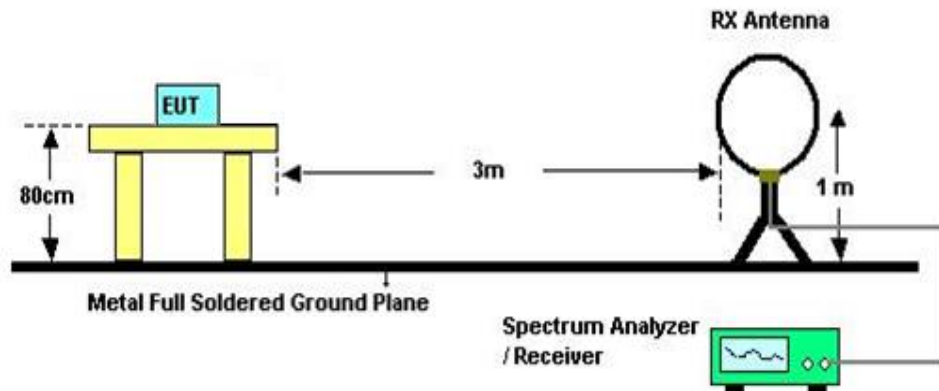 RX Antenna
EUT
3m
80cm
1 m
Metal Full Soldered Ground Plane
Spectrum Analyzer
/ Receiver